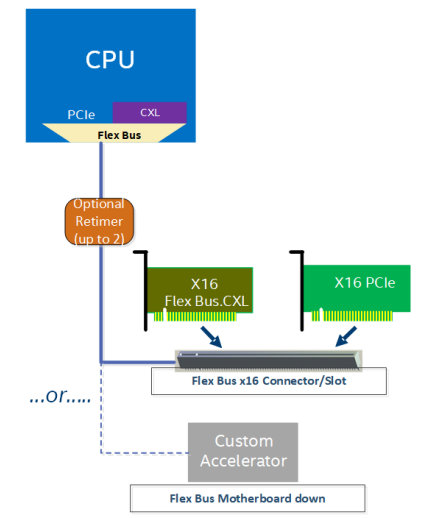 CPU
PCIe
CXL
Flex Bus
Optional
Retimer
(up to 2)
X16
Flex Bus.CXL
X16 PCIe
Flex Bus x16 Connector/Slot
...or.....
Custom
Accelerator
Flex Bus Motherboard down